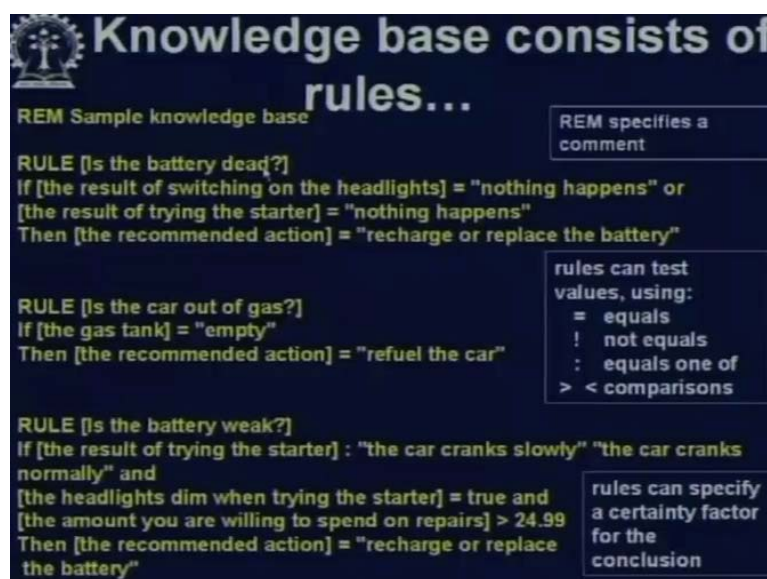 Knowledge base consists of
rules...
REM Sample knowledge base
REM specifies a
comment
RULE [Is the battery dead?]
If [the result of switching on the headlights] = "nothing happens" or
[the result of trying the starter] = "nothing happens"
Then [the recommended action] = "recharge or replace the battery"
rules can test
values, using:
= equals
! not equals
: equals one of
> < comparisons
RULE [Is the car out of gas?]
If [the gas tank] = "empty"
Then [the recommended action] = "refuel the car"
RULE [Is the battery weak?]
If [the result of trying the starter] : "the car cranks slowly" "the car cranks
normally" and
[the headlights dim when trying the starter] = true and
[the amount you are willing to spend on repairs] > 24.99
Then [the recommended action] = "recharge or replace
the battery"
rules can specify
a certainty factor
for the
conclusion